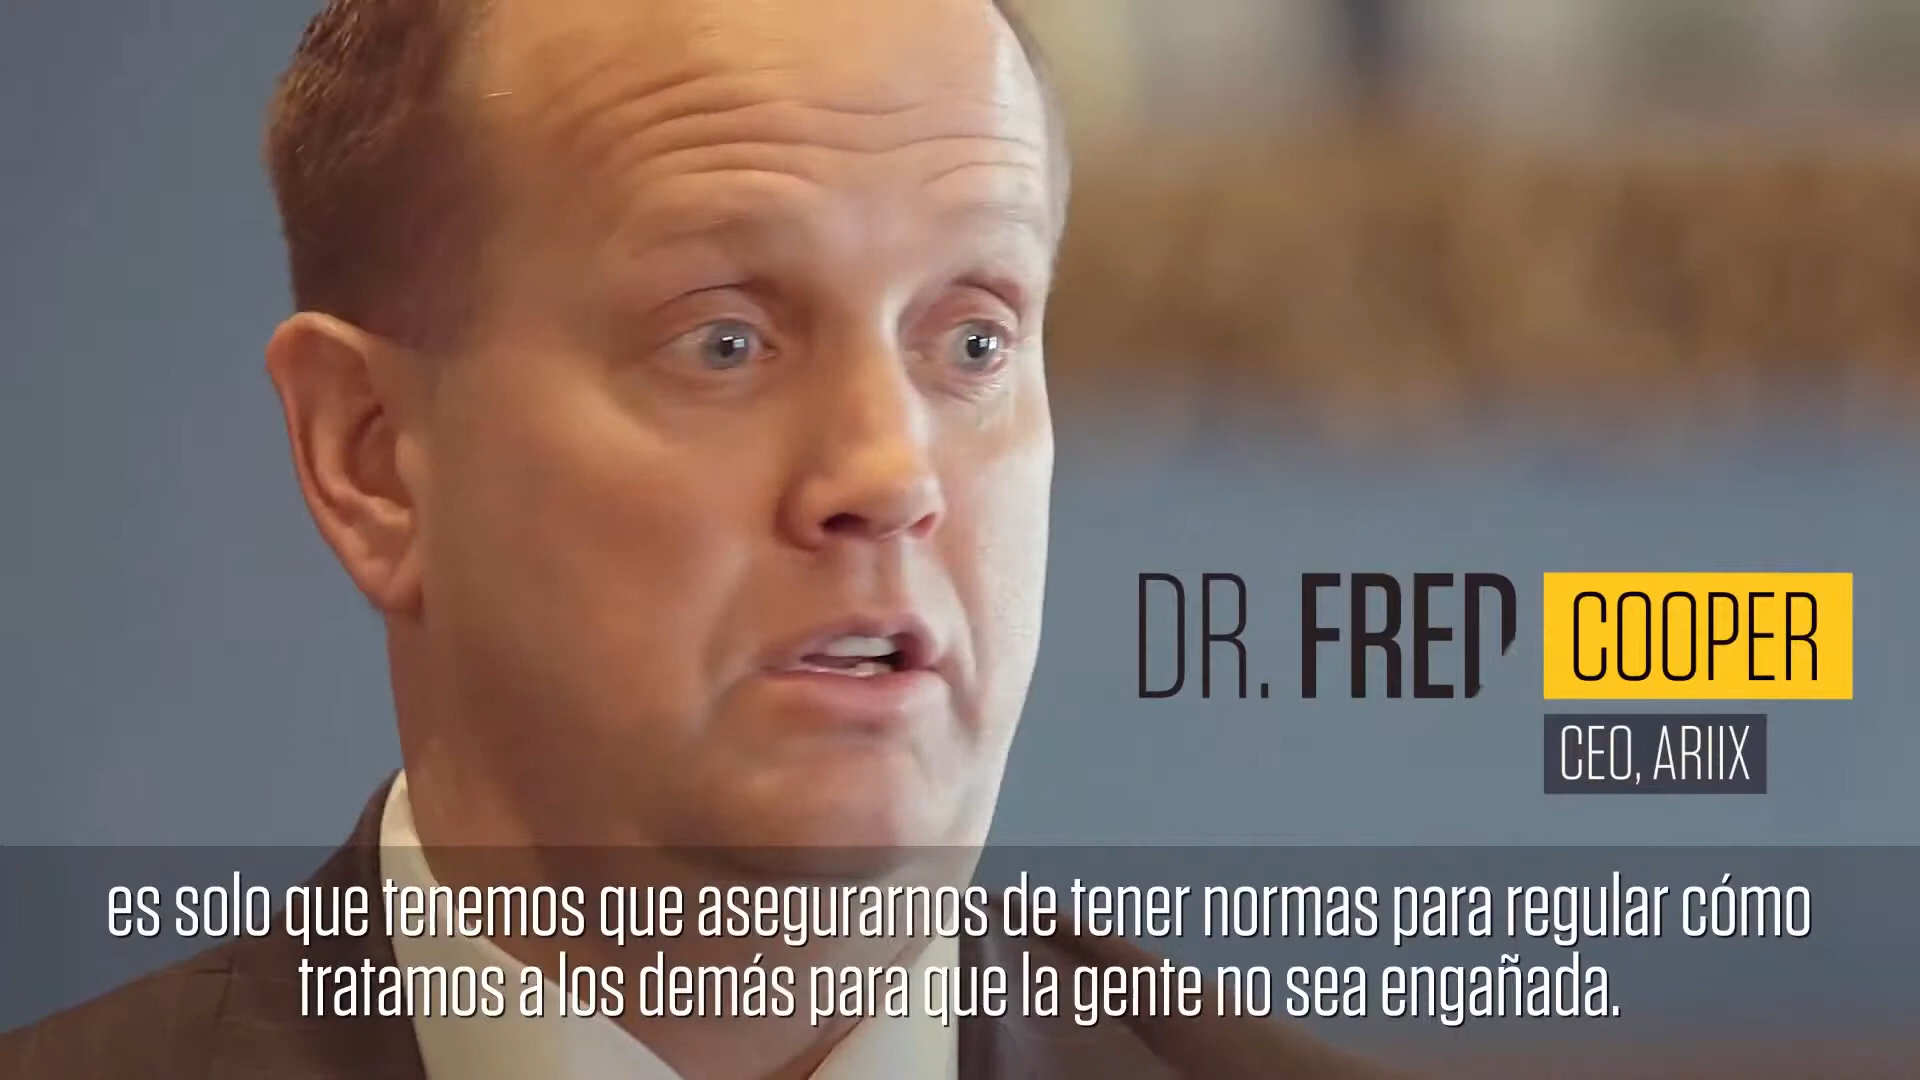 DR. FRED COOPER
CEO, ARIIX
es solo que tenemos que asegurarnos de tener normas para regular cómo
tratamos a los demás para que la gente no sea engañada.